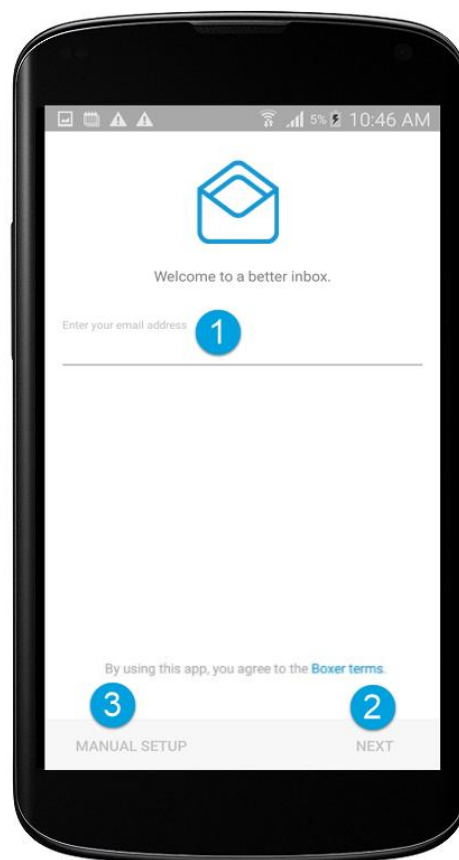 5% 10:46 AM
Welcome to a better inbox.
Enter your email address
1
By using this app, you agree to the Boxer terms.
3 2
MANUAL SETUP NEXT